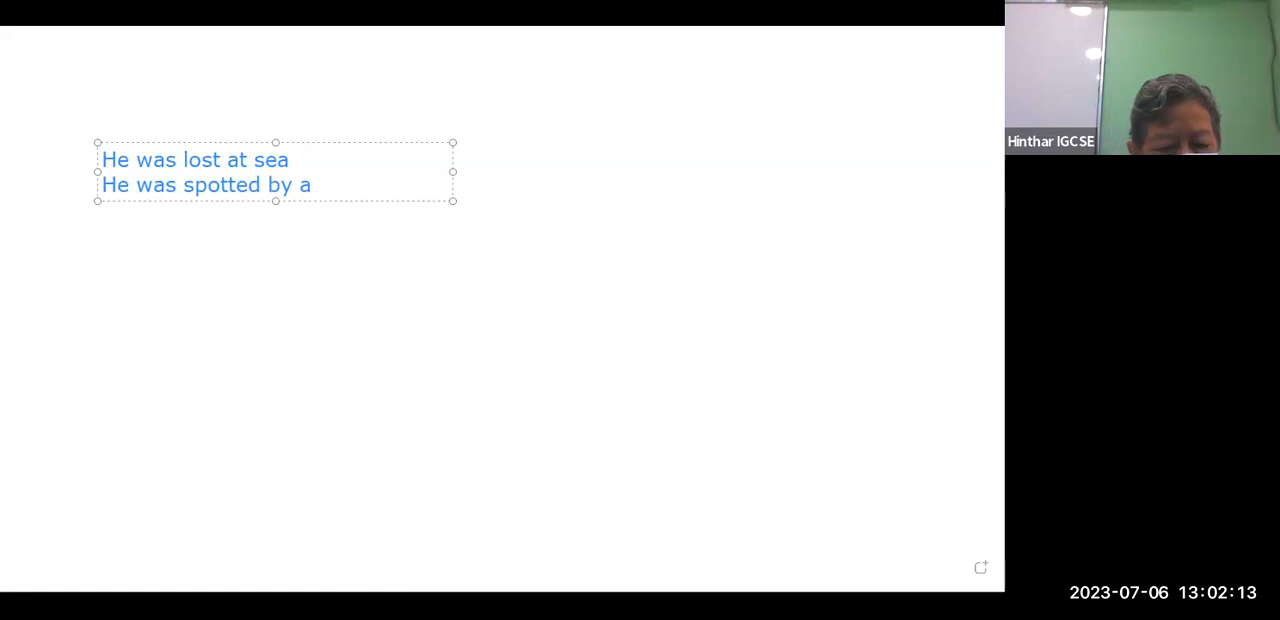 He was lost at sea
He was spotted by a
Hinthar IGCSE
2023-07-06 13:02:13